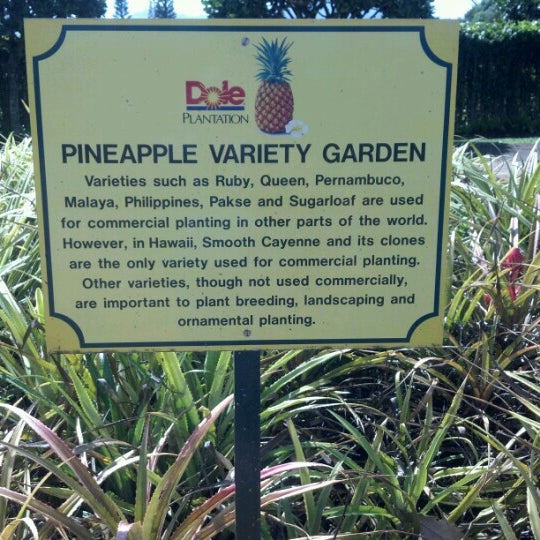 Dole
PLANTATION
PINEAPPLE VARIETY GARDEN
Varieties such as Ruby, Queen, Pernambuco,
Malaya, Philippines, Pakse and Sugarloaf are used
for commercial planting in other parts of the world.
However, in Hawaii, Smooth Cayenne and its clones
are the only variety used for commercial planting.
Other varieties, though not used commercially,
are important to plant breeding, landscaping and
ornamental planting.